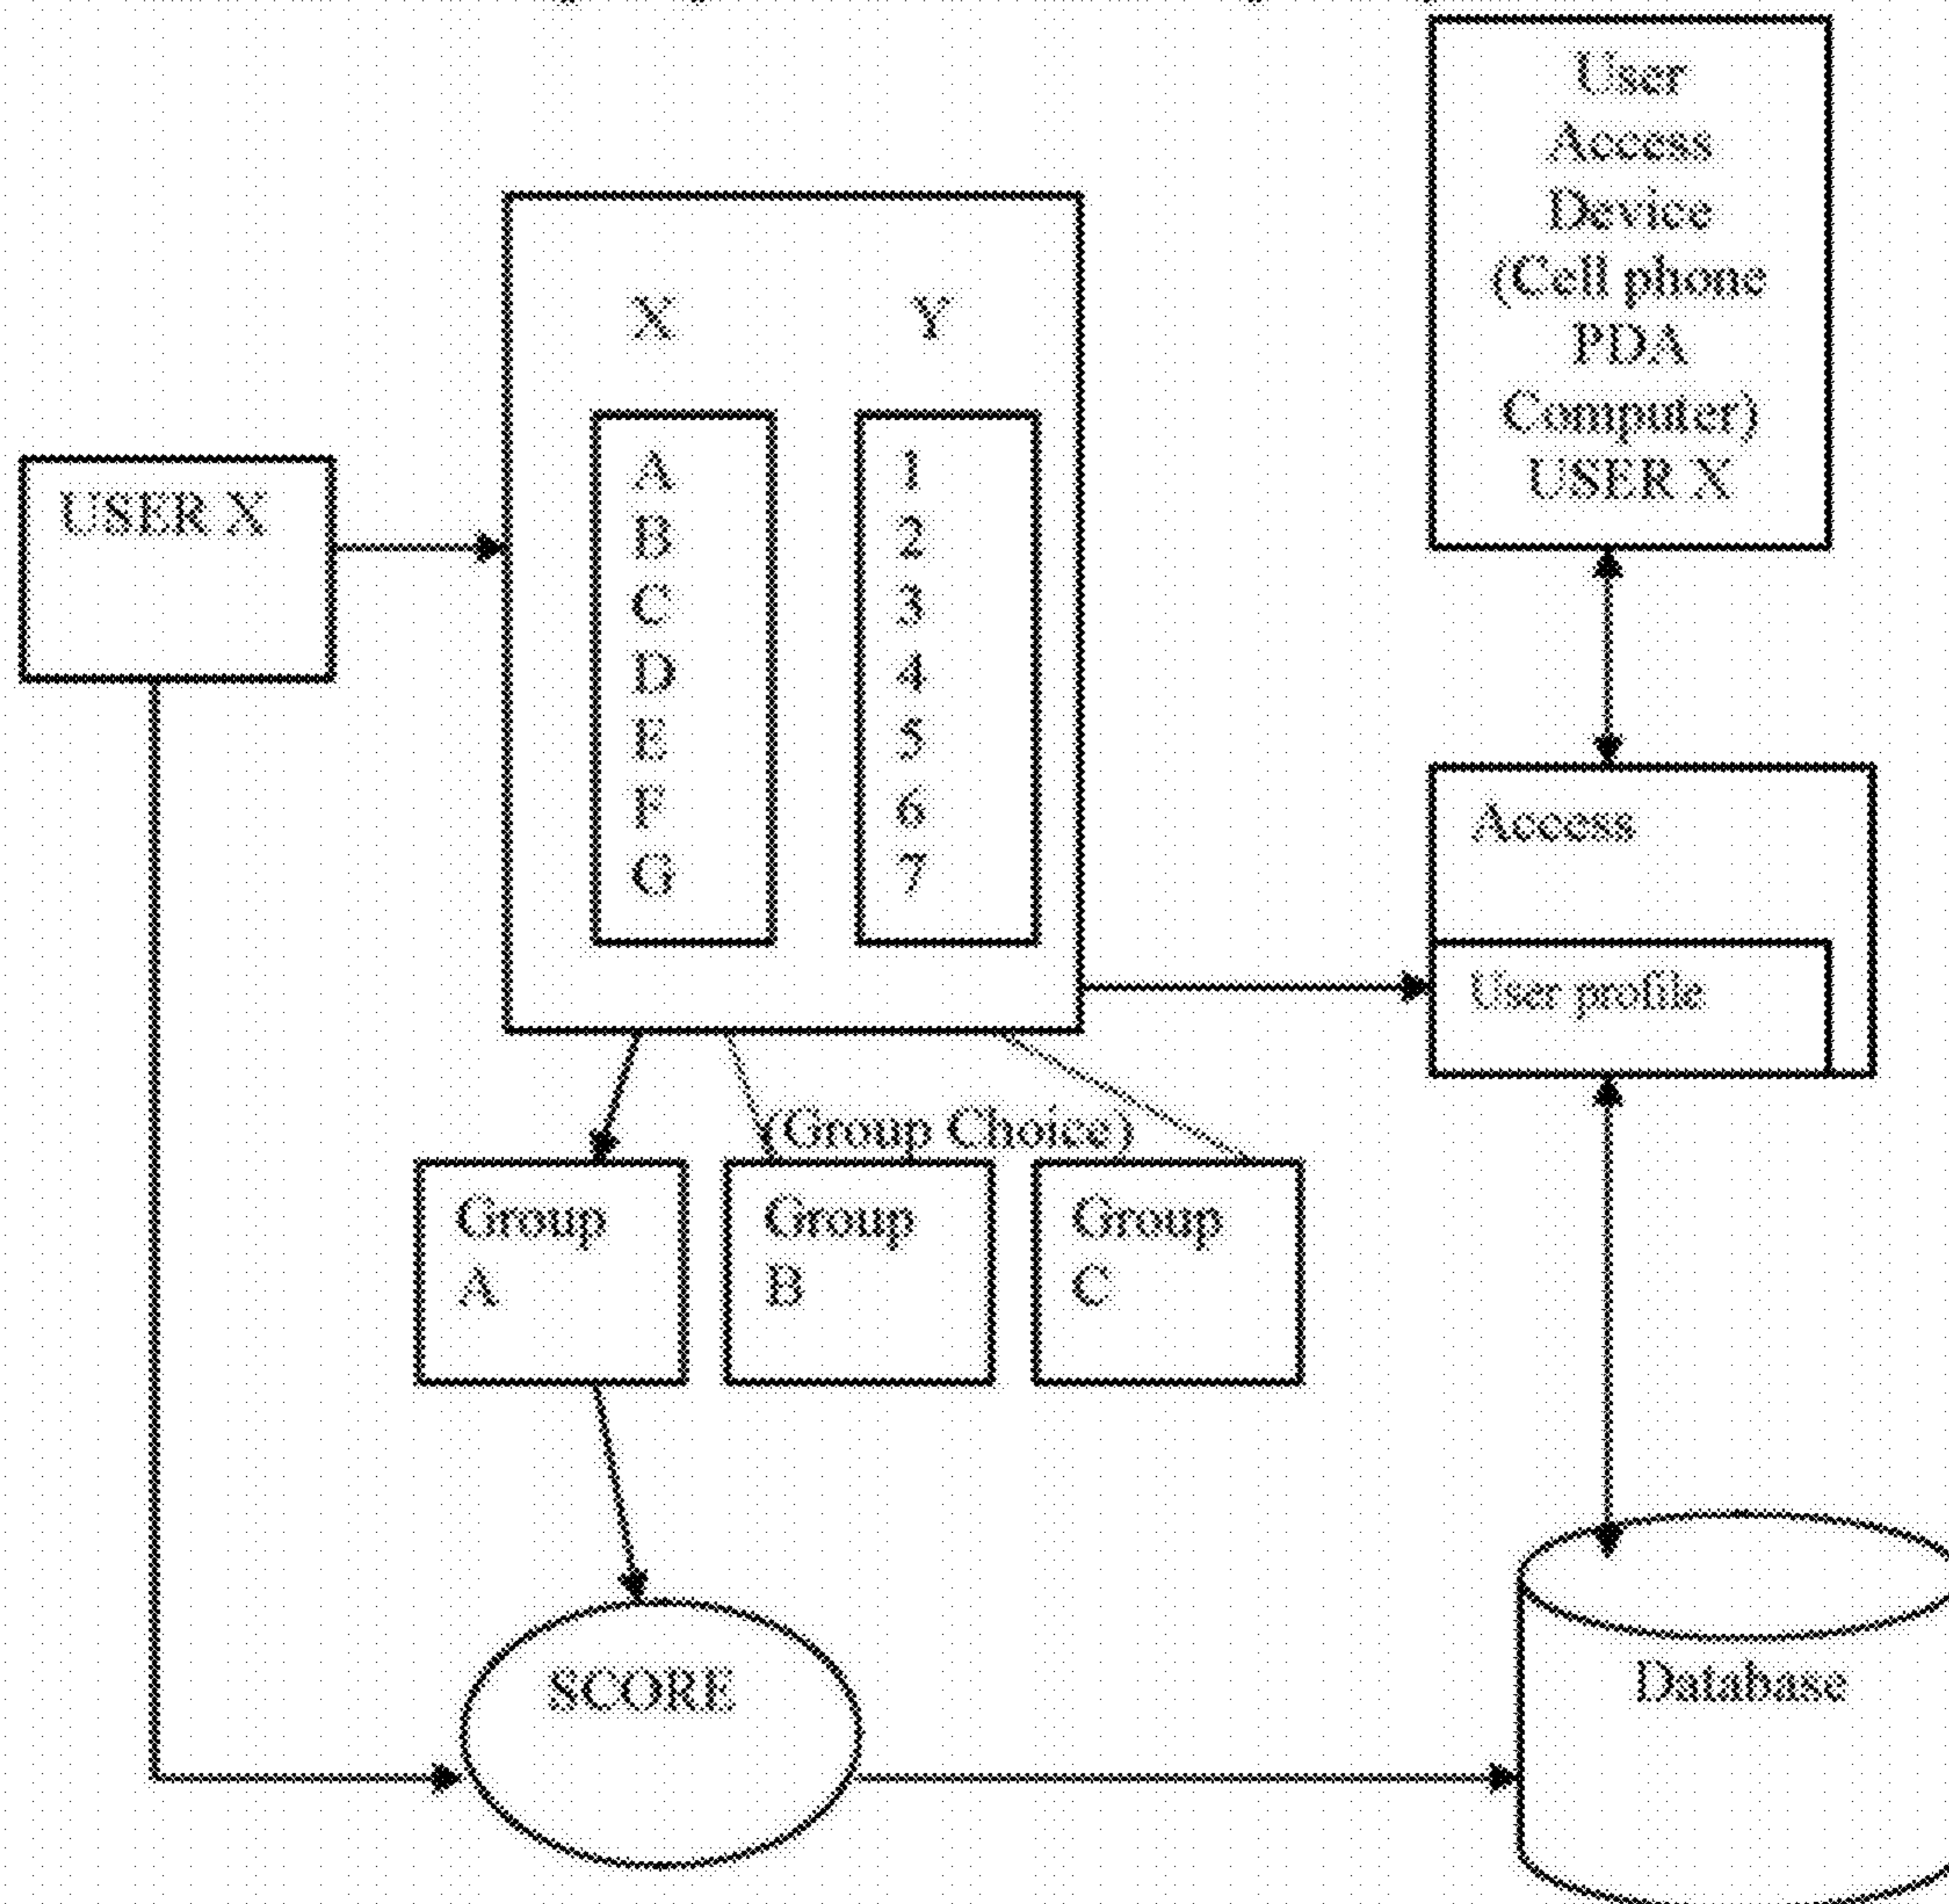 User
Access
Device
(Cell phone
PDA
Computer)
USER X
X Y
USER X
A 1
B 2
C 3
D 4
E 5
F 6
G 7
Access
User profile
(Group Choice)
Group
A
Group
B
Group
C
SCORE
Database